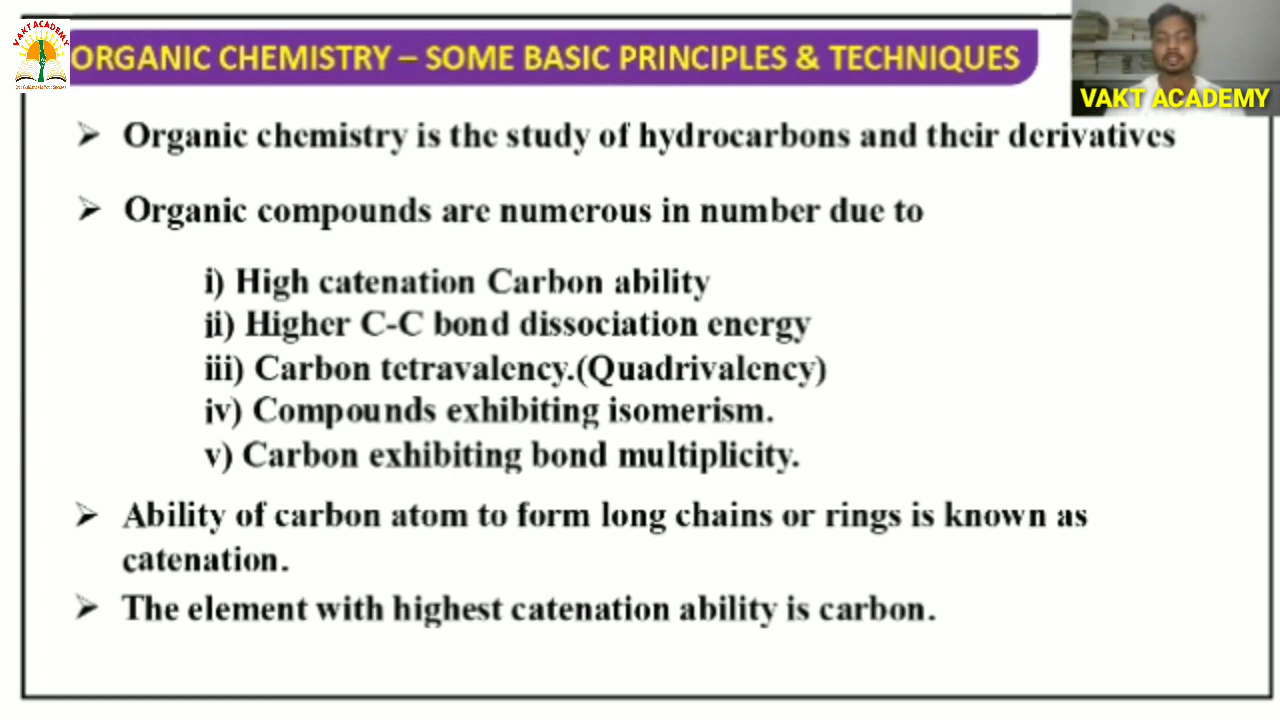 VAKT ACADEMY
ORGANIC CHEMISTRY – SOME BASIC PRINCIPLES & TECHNIQUES
VAKT ACADEMY
➢ Organic chemistry is the study of hydrocarbons and their derivatives
➢ Organic compounds are numerous in number due to
i) High catenation Carbon ability
ii) Higher C-C bond dissociation energy
iii) Carbon tetravalency.(Quadrivalency)
iv) Compounds exhibiting isomerism.
v) Carbon exhibiting bond multiplicity.
➢ Ability of carbon atom to form long chains or rings is known as
catenation.
➢ The element with highest catenation ability is carbon.